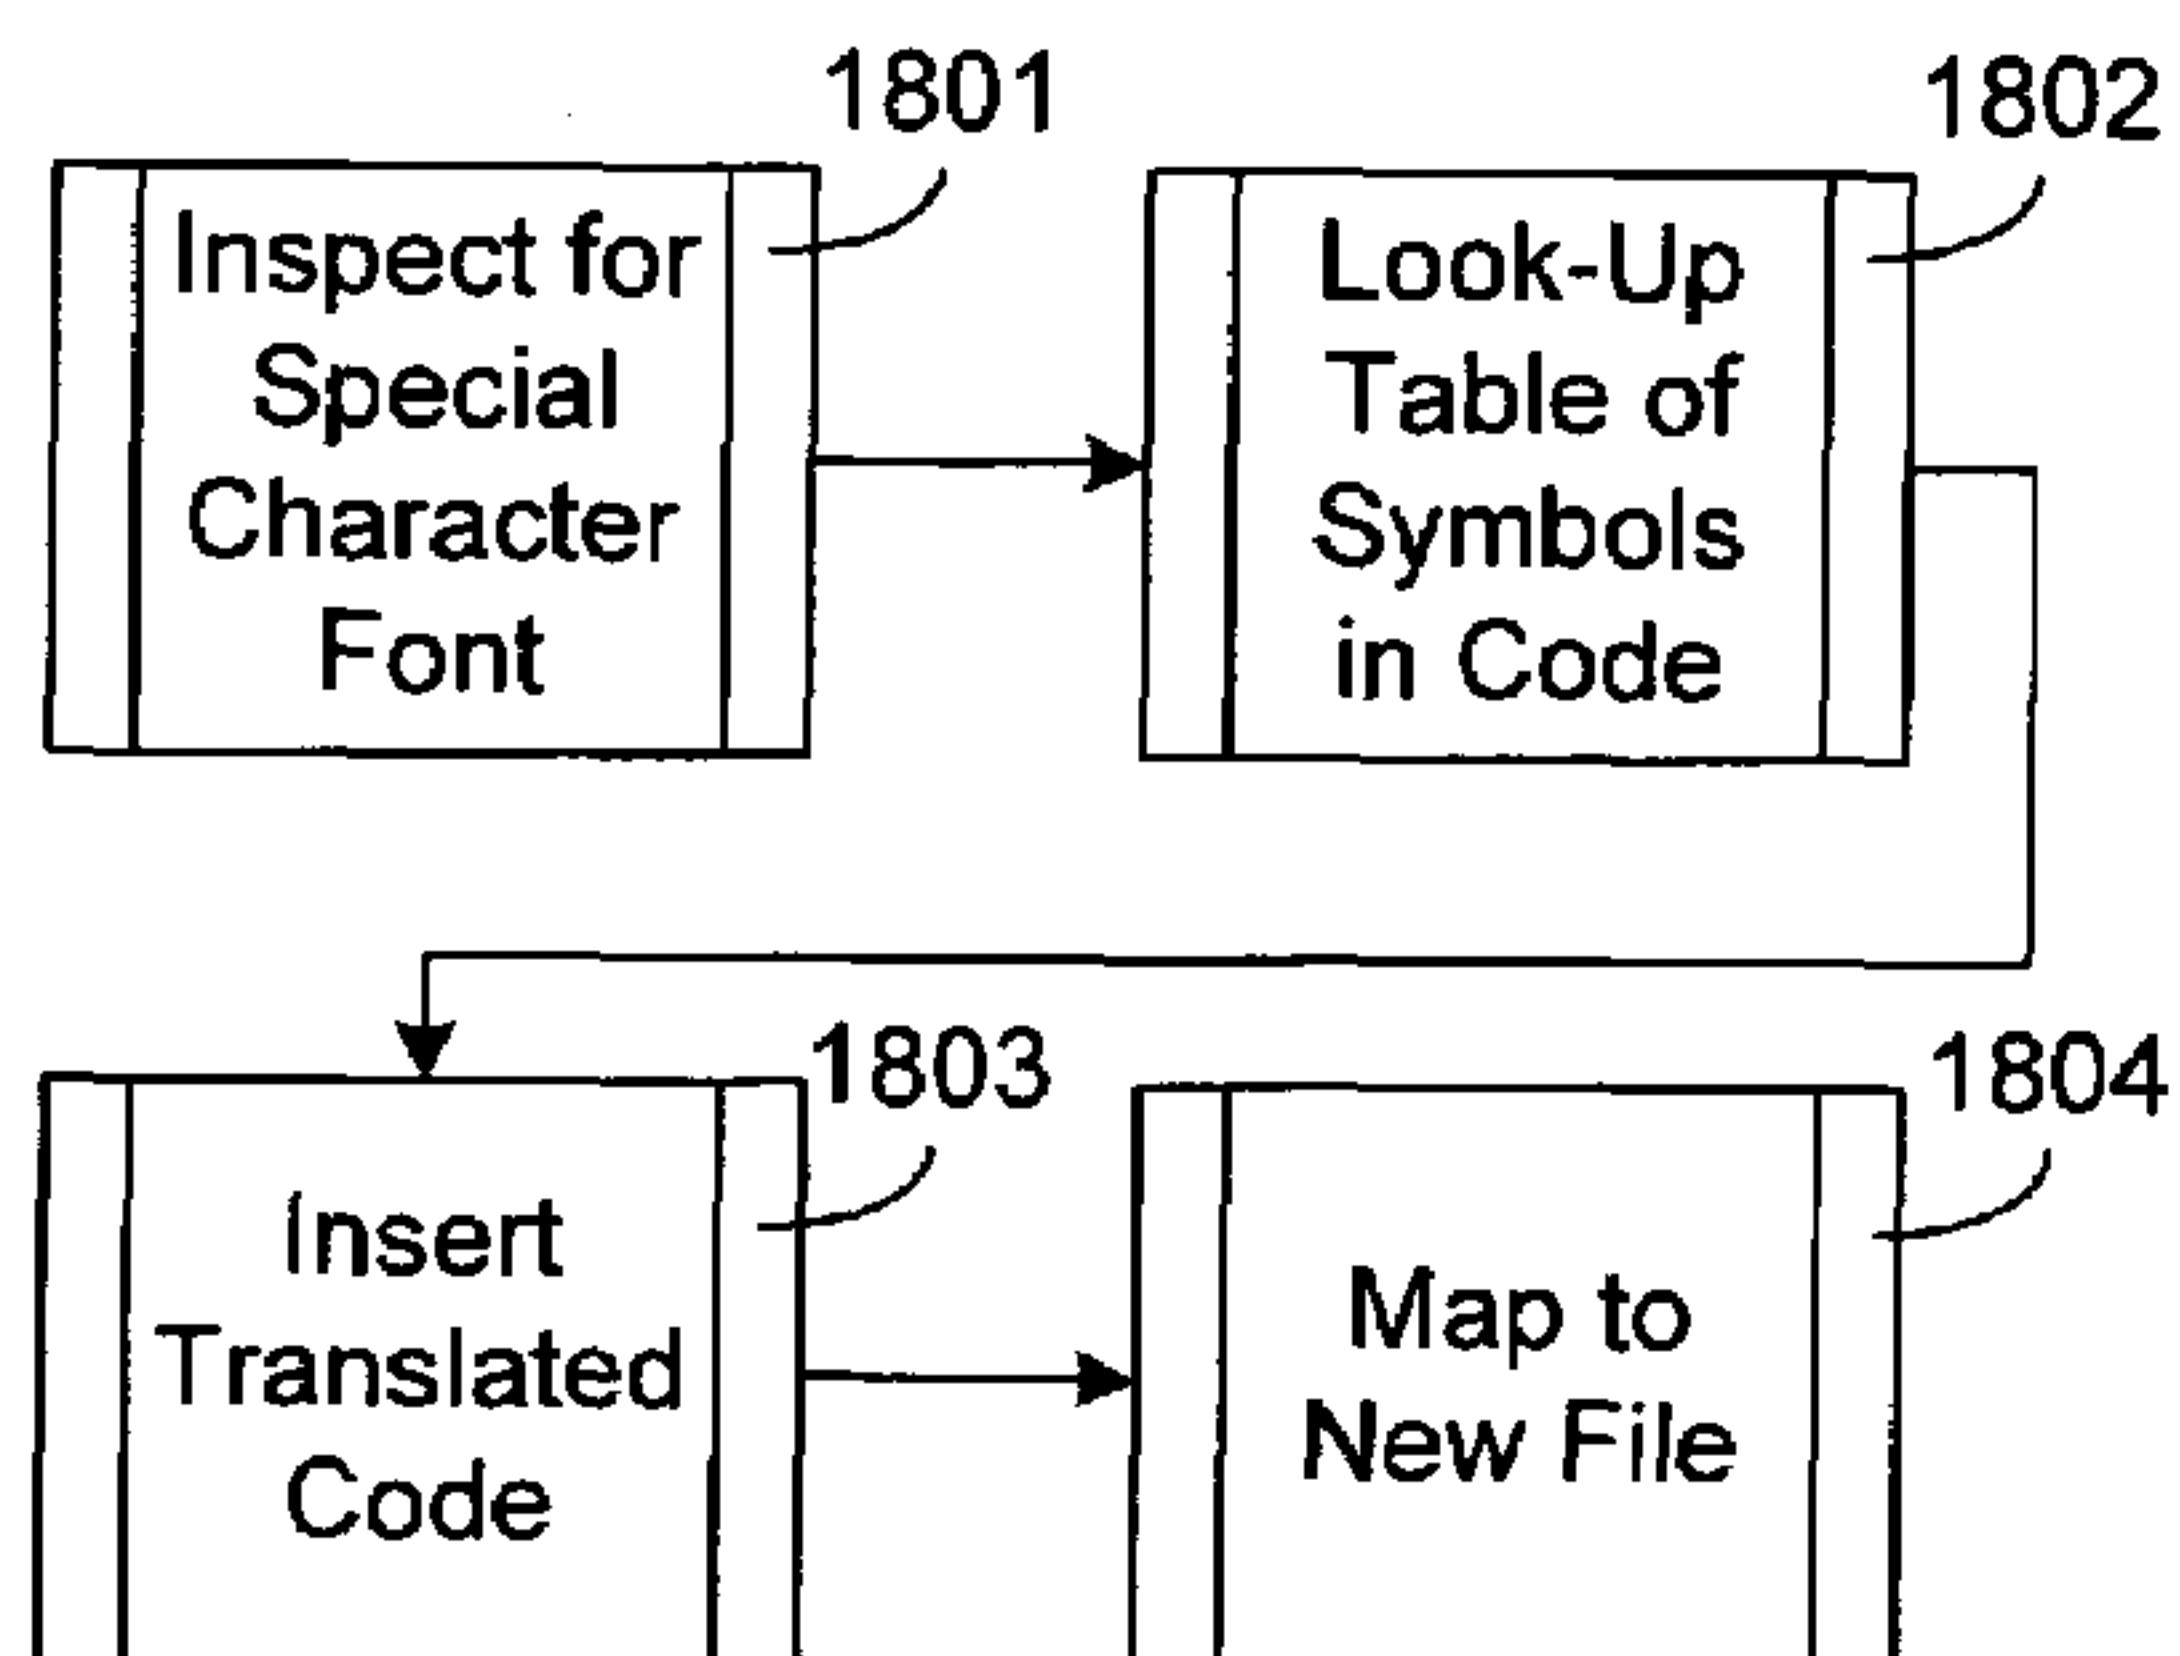 1801
Inspect for
Special
Character
Font
1802
Look-Up
Table of
Symbols
in Code
1803
Insert
Translated
Code
1804
Map to
New File